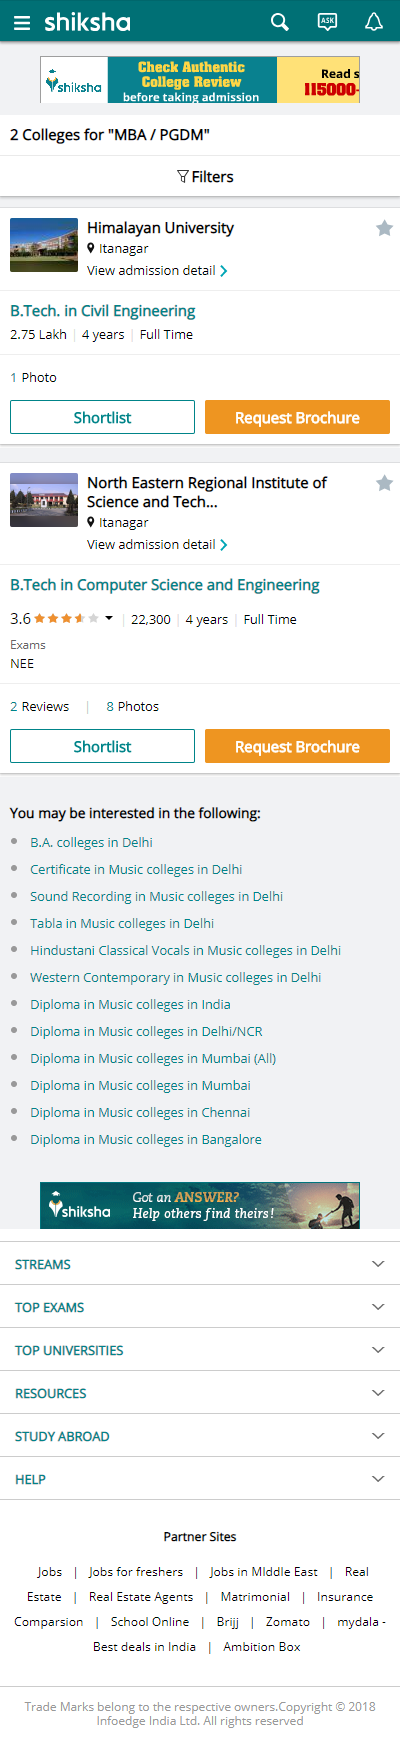 shiksha
ASK
shiksha
Check Authentic
College Review
before taking admission
Read s
115000-
2 Colleges for "MBA / PGDM"
Filters
Himalayan University
Itanagar
View admission detail
B.Tech. in Civil Engineering
2.75 Lakh | 4 years | Full Time
1 Photo
Shortlist
Request Brochure
North Eastern Regional Institute of
Science and Tech...
Itanagar
View admission detail
B.Tech in Computer Science and Engineering
3.6 | 22,300 | 4 years | Full Time
Exams
NEE
2 Reviews | 8 Photos
Shortlist
Request Brochure
You may be interested in the following:
B.A. colleges in Delhi
Certificate in Music colleges in Delhi
Sound Recording in Music colleges in Delhi
Tabla in Music colleges in Delhi
Hindustani Classical Vocals in Music colleges in Delhi
Western Contemporary in Music colleges in Delhi
Diploma in Music colleges in India
Diploma in Music colleges in Delhi/NCR
Diploma in Music colleges in Mumbai (All)
Diploma in Music colleges in Mumbai
Diploma in Music colleges in Chennai
Diploma in Music colleges in Bangalore
shiksha
Got an ANSWER?
Help others find theirs!
STREAMS
TOP EXAMS
TOP UNIVERSITIES
RESOURCES
STUDY ABROAD
HELP
Partner Sites
Jobs | Jobs for freshers | Jobs in MIddle East | Real
Estate | Real Estate Agents | Matrimonial | Insurance
Comparsion | School Online | Brijj | Zomato | mydala -
Best deals in India | Ambition Box
Trade Marks belong to the respective owners.Copyright © 2018
Infoedge India Ltd. All rights reserved